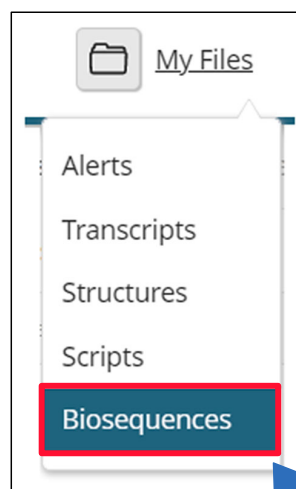 My Files
Alerts
Transcripts
Structures
Scripts
Biosequences